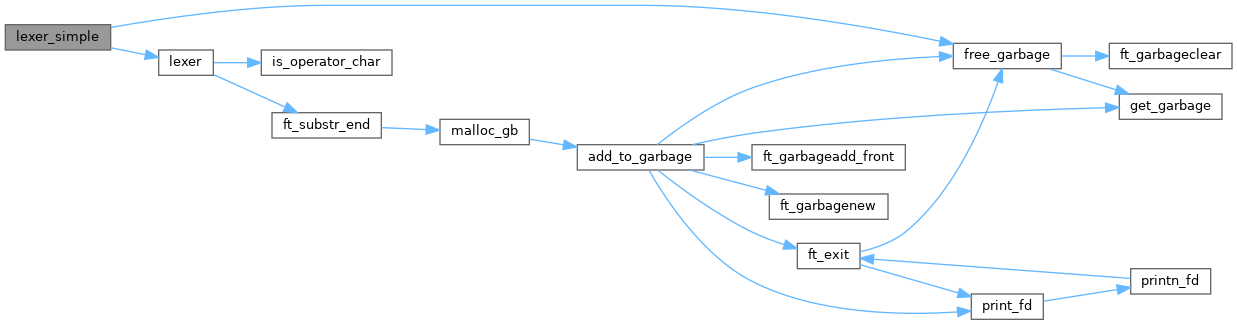 lexer_simple
lexer
is_operator_char
ft_substr_end
malloc_gb
add_to_garbage
free_garbage
ft_garbageclear
get_garbage
ft_garbageadd_front
ft_garbagenew
ft_exit
print_fd
printn_fd